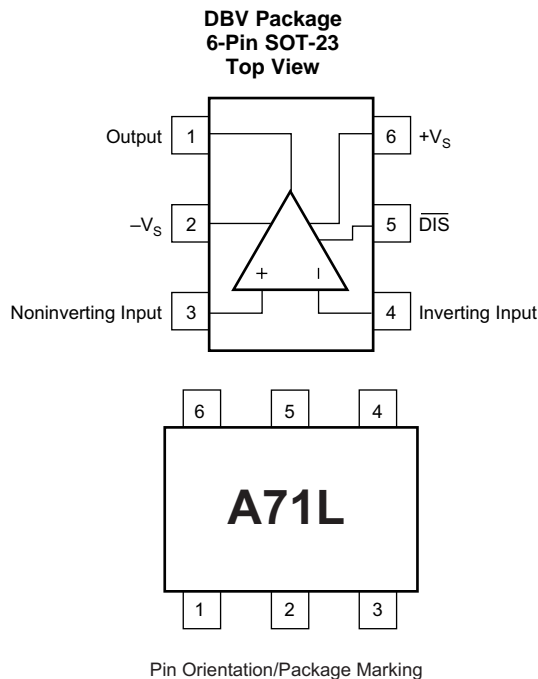 DBV Package
6-Pin SOT-23
Top View
Output 1 6 +VS
–VS 2 5 D̅I̅S̅
+ –
Noninverting Input 3 4 Inverting Input
6 5 4
A71L
1 2 3
Pin Orientation/Package Marking